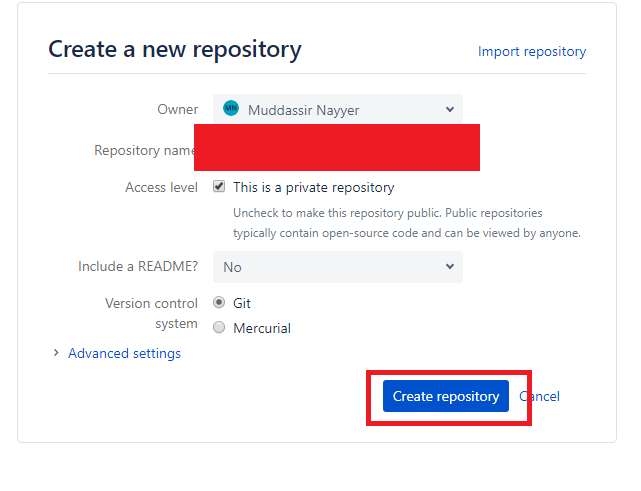 Create a new repository
Import repository
Owner
MN Muddassir Nayyer
Repository name
Access level
This is a private repository
Uncheck to make this repository public. Public repositories
typically contain open-source code and can be viewed by anyone.
Include a README?
No
Version control
system
Git
Mercurial
Advanced settings
Create repository
Cancel